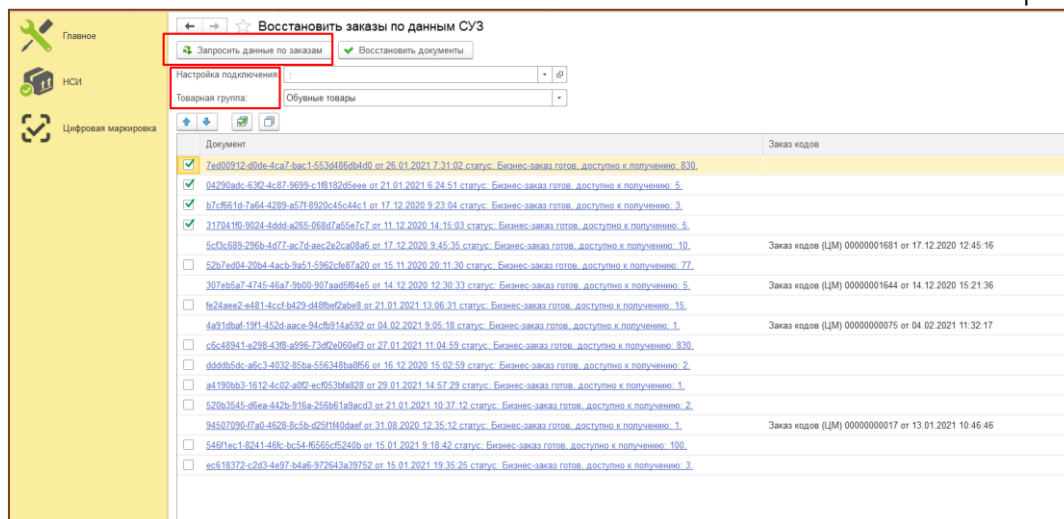 Главное
НСИ
Цифровая маркировка
Восстановить заказы по данным СУЗ
Запросить данные по заказам
Восстановить документы
Настройка подключения:
Товарная группа: Обувные товары
Документ Заказ кодов
7ed00912-d0de-4ca7-bac1-553d486db4d0 от 26.01.2021 7:31:02 статус: Бизнес-заказ готов, доступно к получению: 830.
04290adc-63f2-4c87-9699-c1f8182d5eee от 21.01.2021 6:24:51 статус: Бизнес-заказ готов, доступно к получению: 5.
b7cf661d-7a64-4289-a57f-8920c45c44c1 от 17.12.2020 9:23:04 статус: Бизнес-заказ готов, доступно к получению: 3.
317041f0-9024-4ddd-a265-068d7a55e7c7 от 11.12.2020 14:15:03 статус: Бизнес-заказ готов, доступно к получению: 5.
5cf3c689-296b-4d77-ac7d-aec2e2ca08a6 от 17.12.2020 9:45:35 статус: Бизнес-заказ готов, доступно к получению: 10. Заказ кодов (ЦМ) 00000001681 от 17.12.2020 12:45:16
52b7ed04-20b4-4acb-9a51-5962cfe87a20 от 15.11.2020 20:11:30 статус: Бизнес-заказ готов, доступно к получению: 77.
307eb5a7-4745-46a7-9b00-907aad5f84e5 от 14.12.2020 12:30:33 статус: Бизнес-заказ готов, доступно к получению: 5. Заказ кодов (ЦМ) 00000001644 от 14.12.2020 15:21:36
fe24aee2-e481-4ccf-b429-d48fbef2abe8 от 21.01.2021 13:06:31 статус: Бизнес-заказ готов, доступно к получению: 15.
4a91dbaf-19f1-452d-aace-94cfb914a592 от 04.02.2021 9:05:18 статус: Бизнес-заказ готов, доступно к получению: 1. Заказ кодов (ЦМ) 00000000075 от 04.02.2021 11:32:17
c6c48941-e298-43f8-a996-73df2e060ef3 от 27.01.2021 11:04:59 статус: Бизнес-заказ готов, доступно к получению: 830.
ddddb5dc-a6c3-4032-85ba-556348ba8f56 от 16.12.2020 15:02:59 статус: Бизнес-заказ готов, доступно к получению: 2.
a4190bb3-1612-4c02-a0f2-ecf053bfa828 от 29.01.2021 14:57:29 статус: Бизнес-заказ готов, доступно к получению: 1.
520b3545-d6ea-442b-916a-256b61a9acd3 от 21.01.2021 10:37:12 статус: Бизнес-заказ готов, доступно к получению: 2.
94507090-f7a0-4628-8c5b-d25f1f40daef от 31.08.2020 12:35:12 статус: Бизнес-заказ готов, доступно к получению: 1. Заказ кодов (ЦМ) 00000000017 от 13.01.2021 10:46:46
546f1ec1-8241-46fc-bc54-f6565cf5240b от 15.01.2021 9:18:42 статус: Бизнес-заказ готов, доступно к получению: 100.
ec618372-c2d3-4e97-b4a6-972643a39752 от 15.01.2021 19:35:25 статус: Бизнес-заказ готов, доступно к получению: 3.